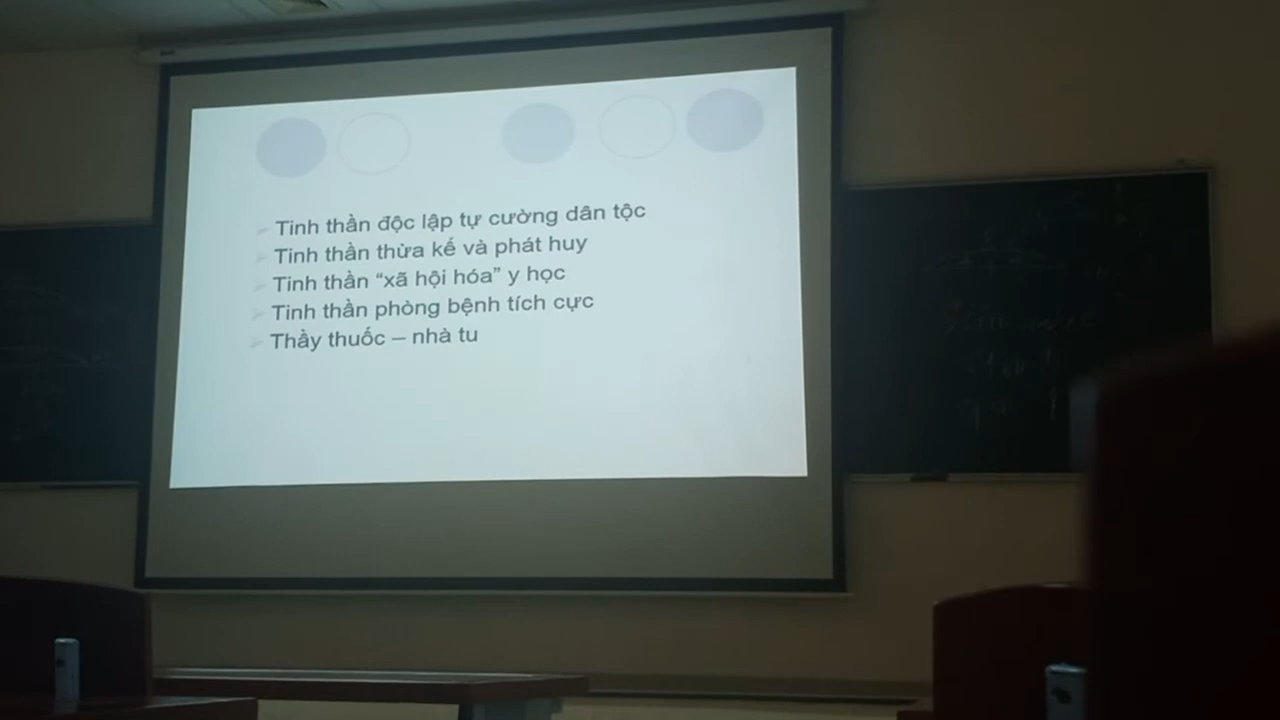 Tinh thần độc lập tự cường dân tộc
Tinh thần thừa kế và phát huy
Tinh thần “xã hội hóa” y học
Tinh thần phòng bệnh tích cực
Thầy thuốc – nhà tu